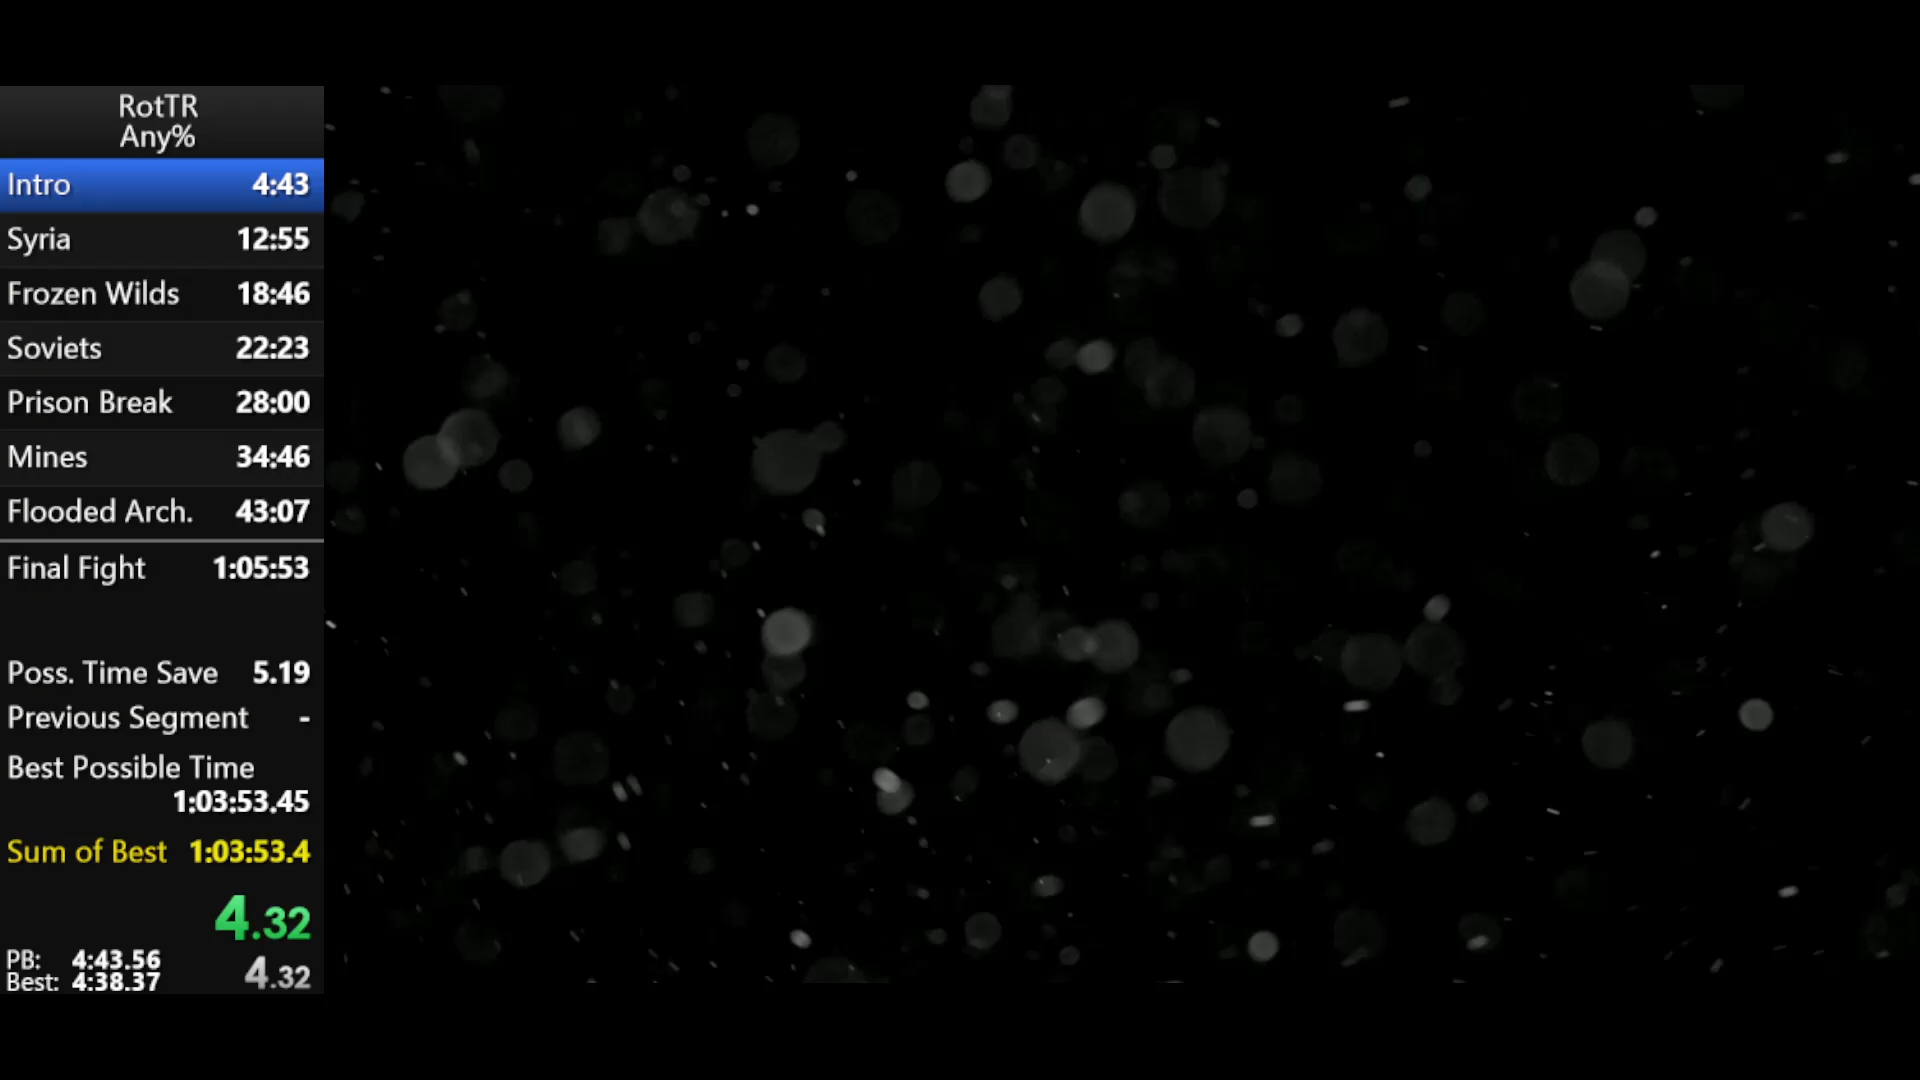 RotTR
Any%
Intro 4:43
Syria 12:55
Frozen Wilds 18:46
Soviets 22:23
Prison Break 28:00
Mines 34:46
Flooded Arch. 43:07
Final Fight 1:05:53
Poss. Time Save 5.19
Previous Segment -
Best Possible Time
1:03:53.45
Sum of Best 1:03:53.4
4.32
PB: 4:43.56
Best: 4:38.37 4.32